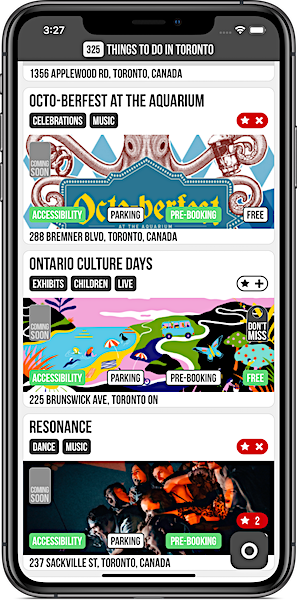 3:27
325 THINGS TO DO IN TORONTO
1356 APPLEWOOD RD, TORONTO, CANADA
OCTO-BERFEST AT THE AQUARIUM
CELEBRATIONS MUSIC
COMING
SOON
Octo-berfest
AT THE AQUARIUM
ACCESSIBILITY PARKING PRE-BOOKING FREE
288 BREMNER BLVD, TORONTO, CANADA
ONTARIO CULTURE DAYS
EXHIBITS CHILDREN LIVE
COMING
SOON
DON'T
MISS
ACCESSIBILITY PARKING PRE-BOOKING FREE
225 BRUNSWICK AVE, TORONTO ON
RESONANCE
DANCE MUSIC
COMING
SOON
2
ACCESSIBILITY PARKING PRE-BOOKING
237 SACKVILLE ST, TORONTO, CANADA